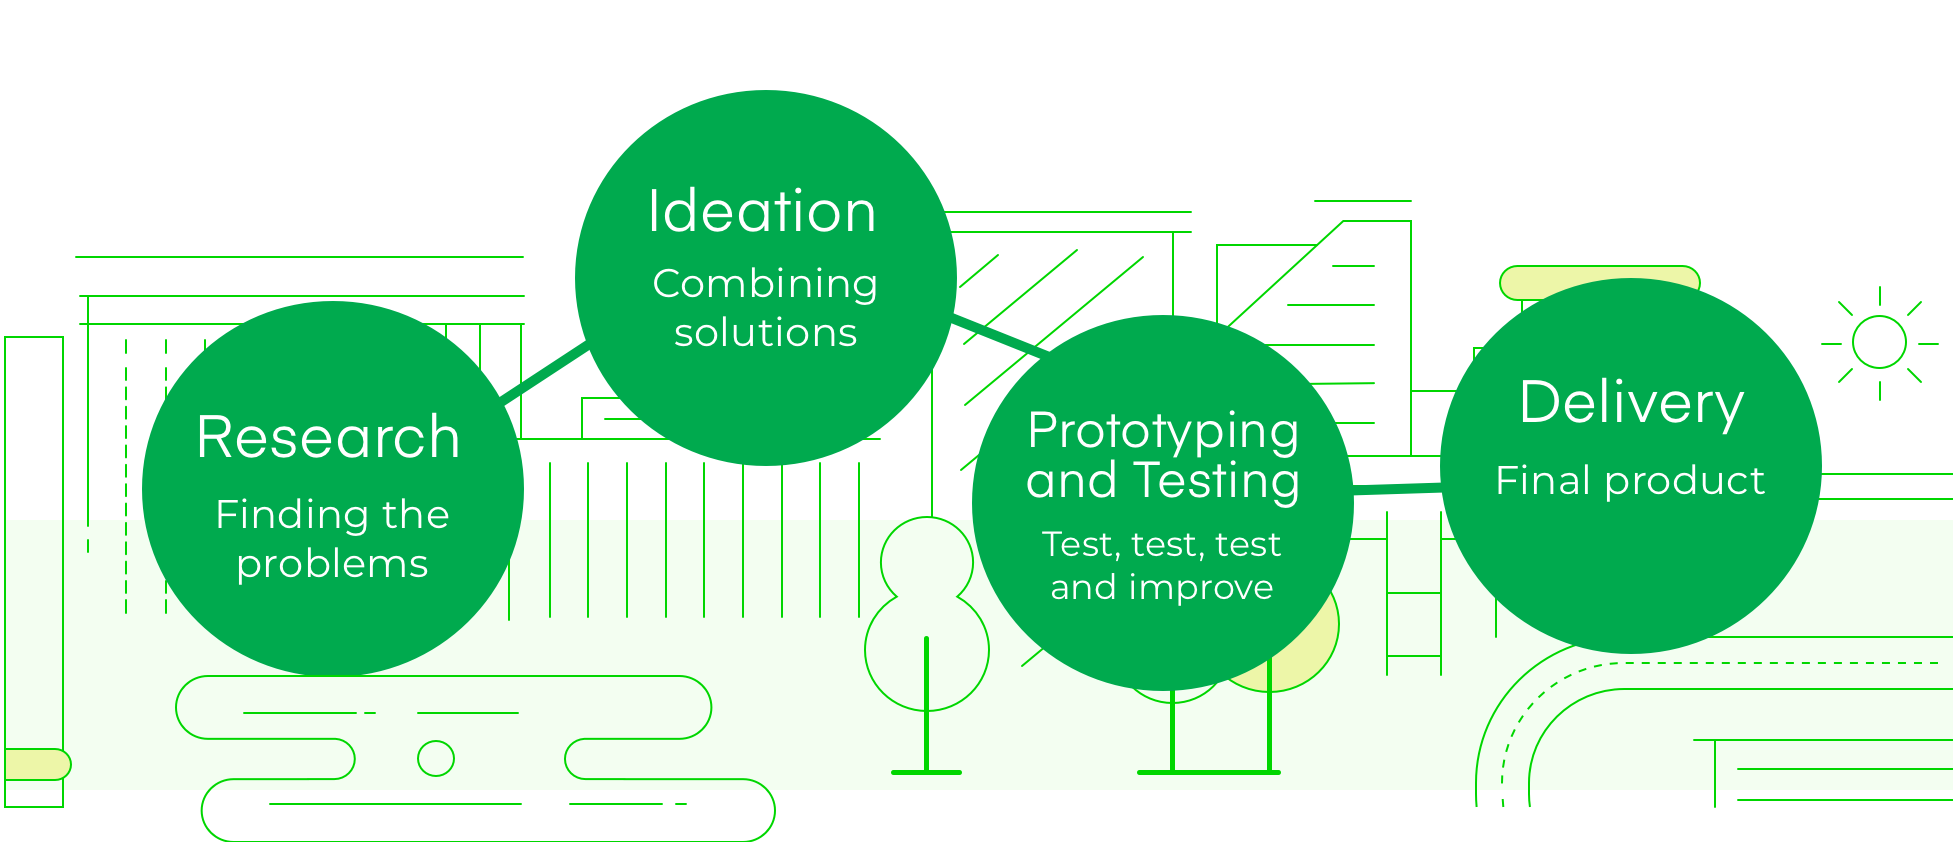 Research
Finding the
problems
Ideation
Combining
solutions
Prototyping
and Testing
Test, test, test
and improve
Delivery
Final product